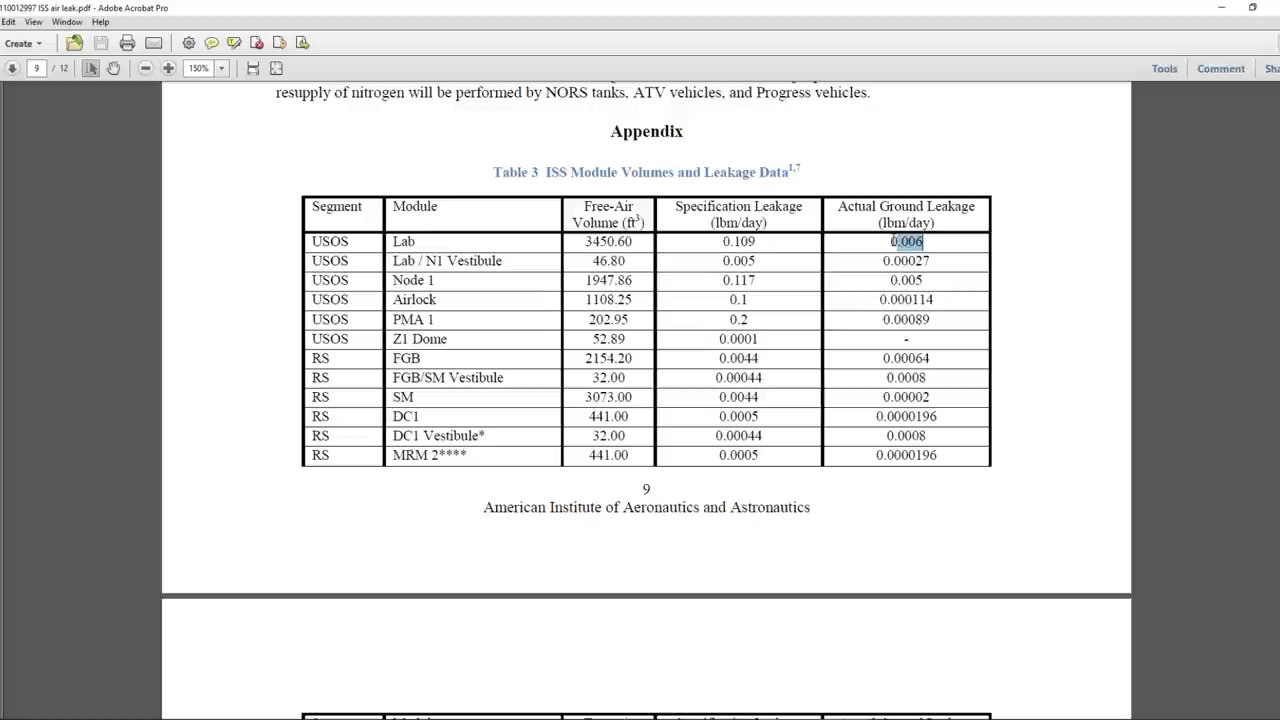 110012997 ISS air leak.pdf - Adobe Acrobat Pro
Edit View Window Help
Create
9 / 12 150% Tools Comment Sha
resupply of nitrogen will be performed by NORS tanks, ATV vehicles, and Progress vehicles.
Appendix
Table 3 ISS Module Volumes and Leakage Data1,7
Segment Module Free-Air Volume (ft3) Specification Leakage (lbm/day) Actual Ground Leakage (lbm/day)
USOS Lab 3450.60 0.109 0.006
USOS Lab / N1 Vestibule 46.80 0.005 0.00027
USOS Node 1 1947.86 0.117 0.005
USOS Airlock 1108.25 0.1 0.000114
USOS PMA 1 202.95 0.2 0.00089
USOS Z1 Dome 52.89 0.0001 -
RS FGB 2154.20 0.0044 0.00064
RS FGB/SM Vestibule 32.00 0.00044 0.0008
RS SM 3073.00 0.0044 0.00002
RS DC1 441.00 0.0005 0.0000196
RS DC1 Vestibule* 32.00 0.00044 0.0008
RS MRM 2**** 441.00 0.0005 0.0000196
9
American Institute of Aeronautics and Astronautics